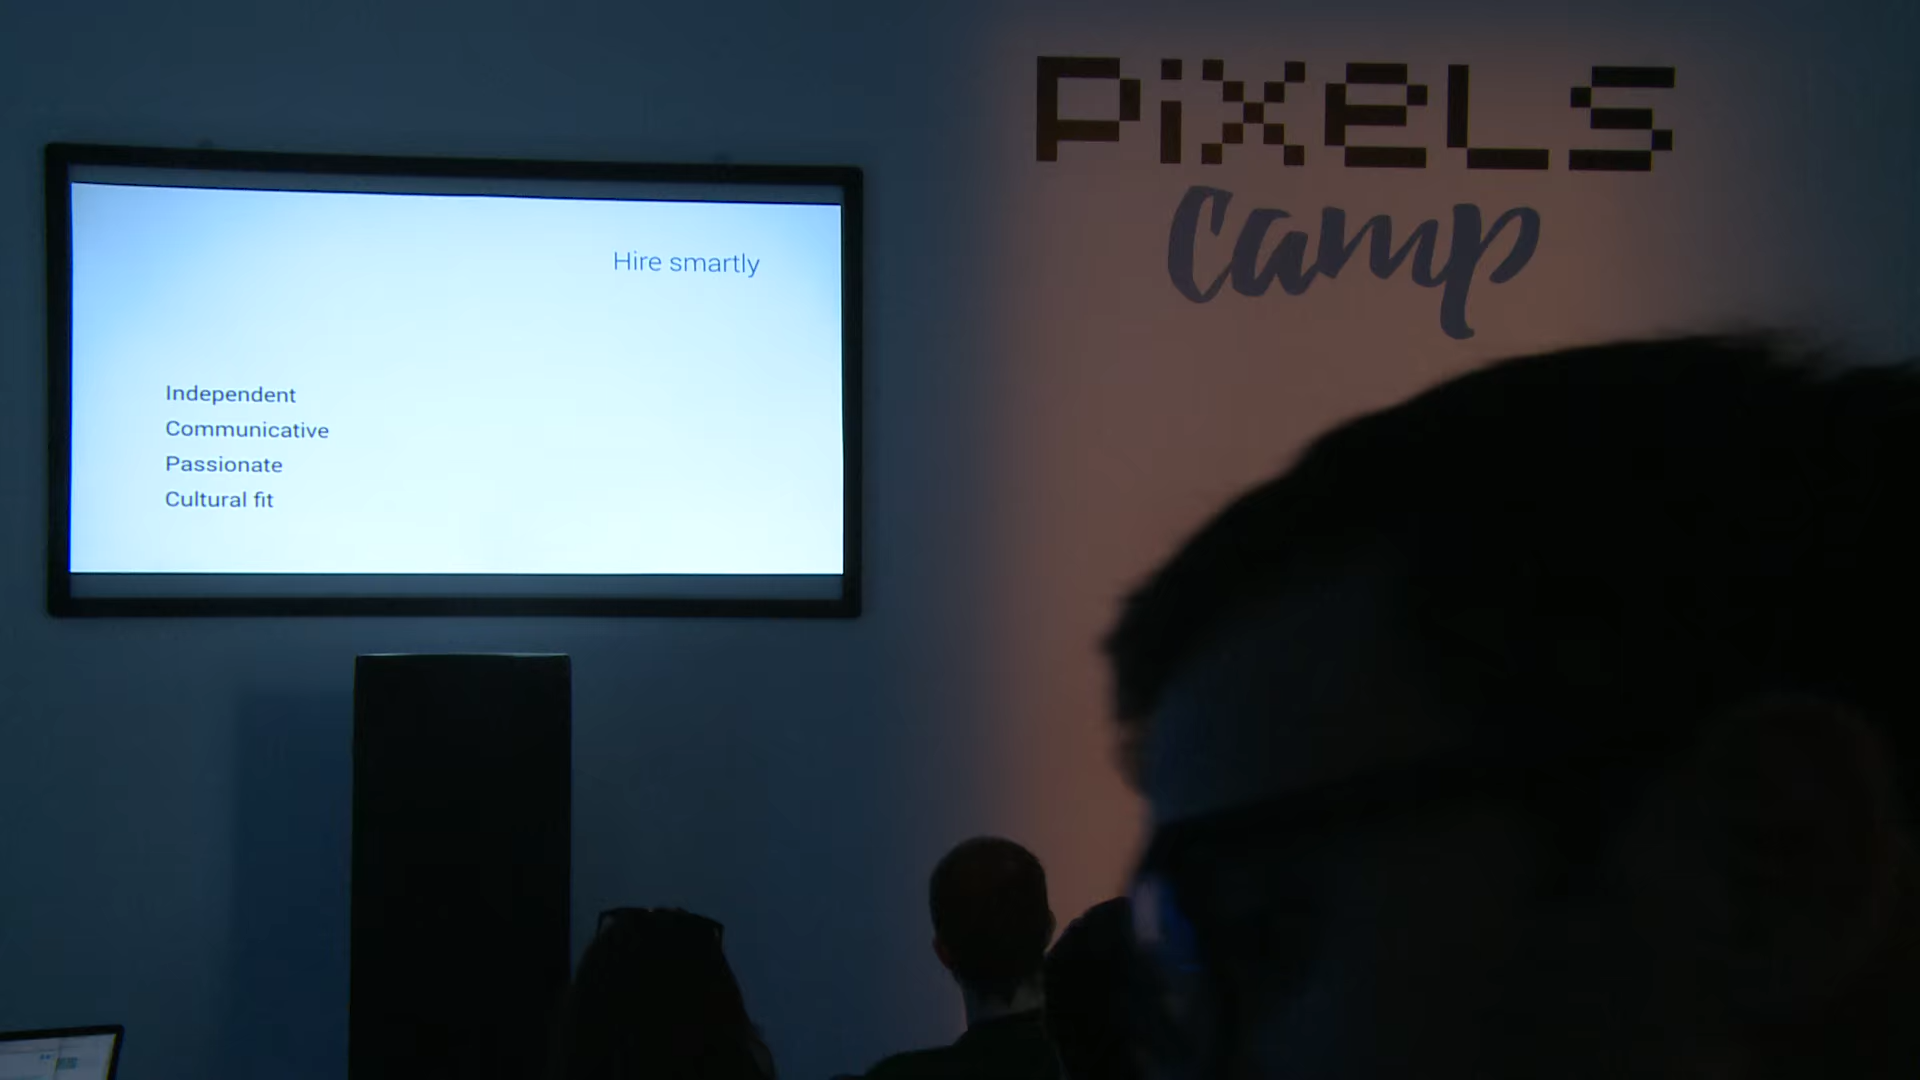 Hire smartly
Independent
Communicative
Passionate
Cultural fit
pixels
camp